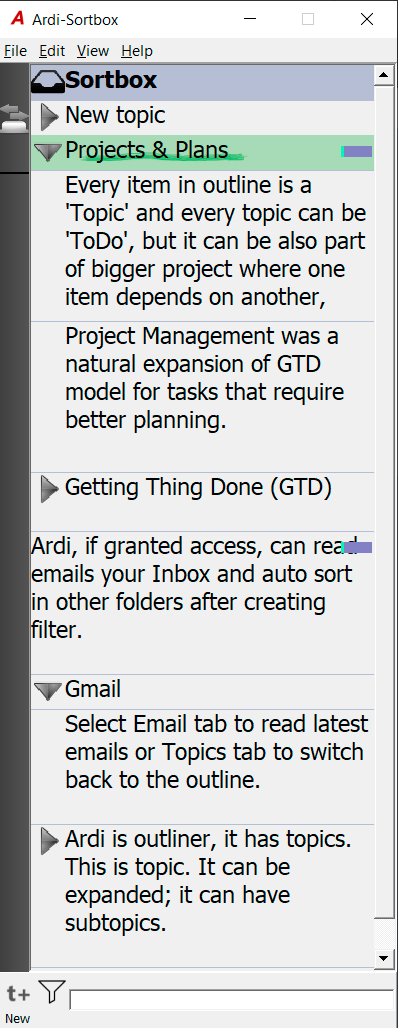 Ardi-Sortbox
File Edit View Help
Sortbox
New topic
Projects & Plans
Every item in outline is a
'Topic' and every topic can be
'ToDo', but it can be also part
of bigger project where one
item depends on another,
Project Management was a
natural expansion of GTD
model for tasks that require
better planning.
Getting Thing Done (GTD)
Ardi, if granted access, can read
emails your Inbox and auto sort
in other folders after creating
filter.
Gmail
Select Email tab to read latest
emails or Topics tab to switch
back to the outline.
Ardi is outliner, it has topics.
This is topic. It can be
expanded; it can have
subtopics.
t+
New